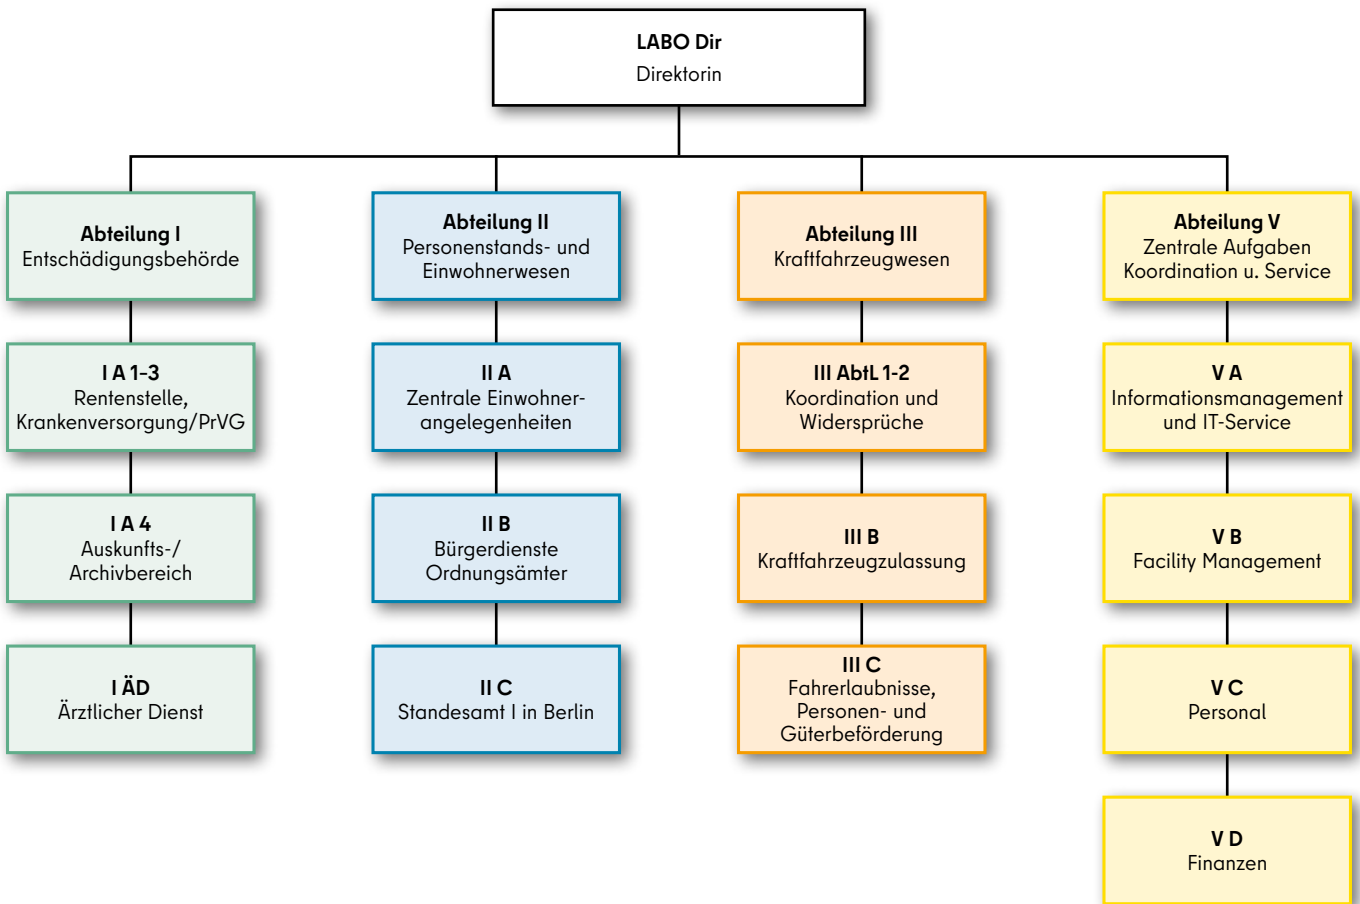 LABO Dir
Direktorin
Abteilung I
Entschädigungsbehörde
Abteilung II
Personenstands- und
Einwohnerwesen
Abteilung III
Kraftfahrzeugwesen
Abteilung V
Zentrale Aufgaben
Koordination u. Service
I A 1-3
Rentenstelle,
Krankenversorgung/PrVG
II A
Zentrale Einwohner-
angelegenheiten
III AbtL 1-2
Koordination und
Widersprüche
V A
Informationsmanagement
und IT-Service
I A 4
Auskunfts-/
Archivbereich
II B
Bürgerdienste
Ordnungsämter
III B
Kraftfahrzeugzulassung
V B
Facility Management
I ÄD
Ärztlicher Dienst
II C
Standesamt I in Berlin
III C
Fahrerlaubnisse,
Personen- und
Güterbeförderung
V C
Personal
V D
Finanzen